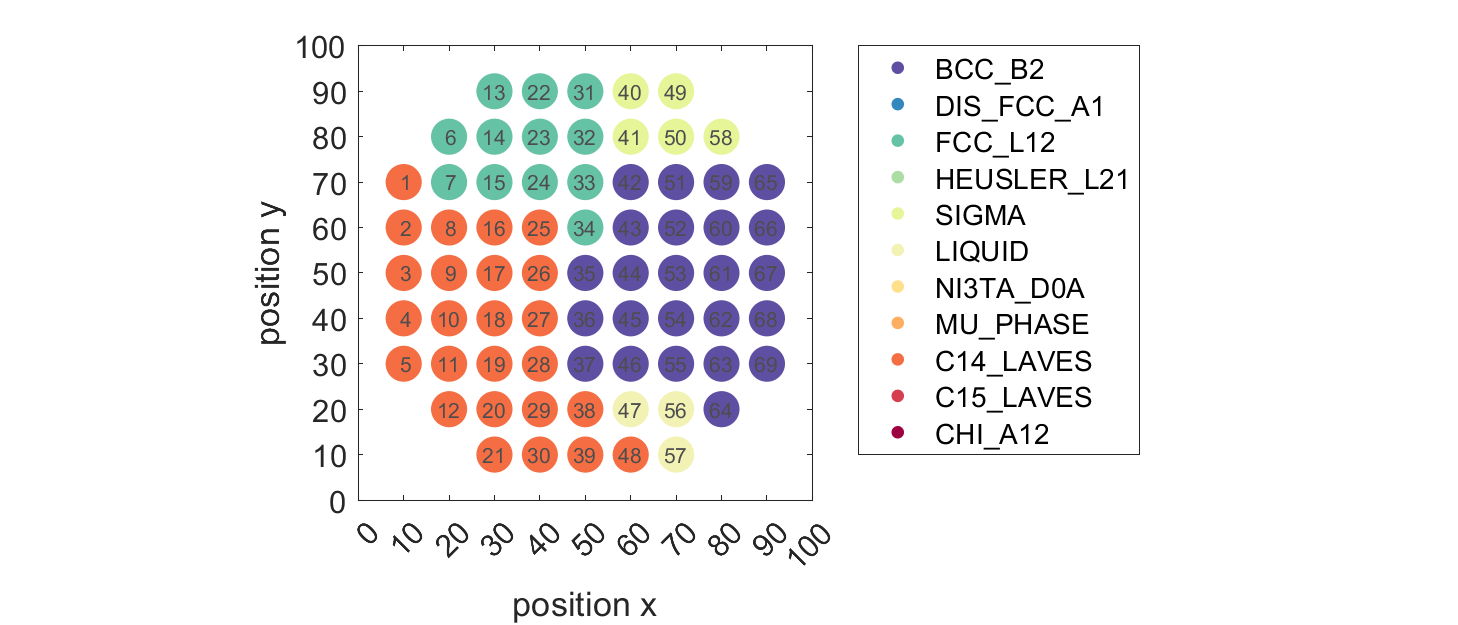 100
90 13 22 31 40 49
80 6 14 23 32 41 50 58
70 1 7 15 24 33 42 51 59 65
60 2 8 16 25 34 43 52 60 66
50 3 9 17 26 35 44 53 61 67
40 4 10 18 27 36 45 54 62 68
30 5 11 19 28 37 46 55 63 69
20 12 20 29 38 47 56 64
10 21 30 39 48 57
0
0 10 20 30 40 50 60 70 80 90 100
position x
position y
BCC_B2
DIS_FCC_A1
FCC_L12
HEUSLER_L21
SIGMA
LIQUID
NI3TA_D0A
MU_PHASE
C14_LAVES
C15_LAVES
CHI_A12